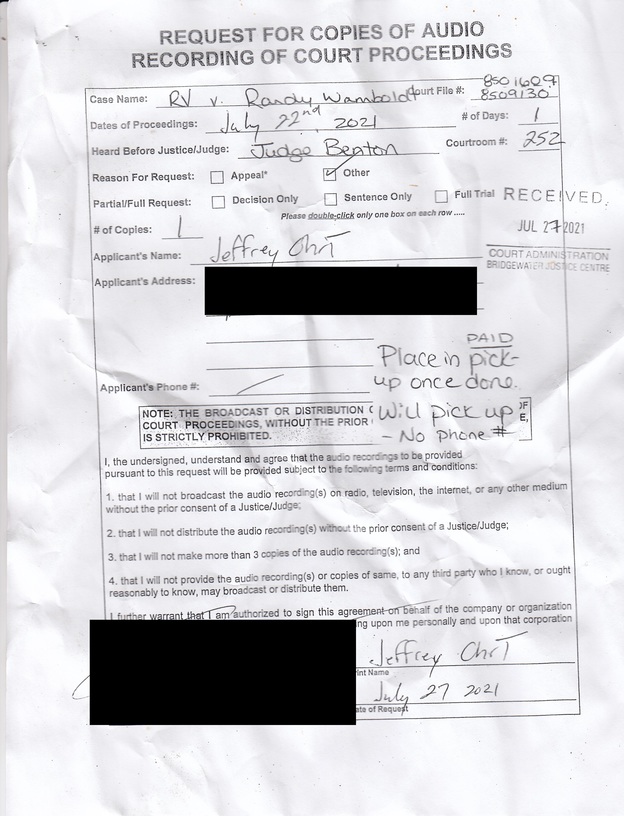 REQUEST FOR COPIES OF AUDIO
RECORDING OF COURT PROCEEDINGS
Case Name: RV v. Randy Wamboldt Court File #: 8501609
8509130
Dates of Proceedings: July 22nd, 2021 # of Days: 1
Heard Before Justice/Judge: Judge Benton Courtroom #: 252
Reason For Request: Appeal* Other
Partial/Full Request: Decision Only Sentence Only Full Trial
Please double-click only one box on each row .....
RECEIVED
JUL 27 2021
COURT ADMINISTRATION
BRIDGEWATER JUSTICE CENTRE
# of Copies: 1
Applicant's Name: Jeffrey
Applicant's Address:
PAID
Place in pick-
up once done.
Applicant's Phone #:
Will pick up
- No phone #
NOTE: THE BROADCAST OR DISTRIBUTION OF
COURT PROCEEDINGS, WITHOUT THE PRIOR
IS STRICTLY PROHIBITED.
I, the undersigned, understand and agree that the audio recordings to be provided
pursuant to this request will be provided subject to the following terms and conditions:
1. that I will not broadcast the audio recording(s) on radio, television, the internet, or any other medium
without the prior consent of a Justice/Judge;
2. that I will not distribute the audio recording(s) without the prior consent of a Justice/Judge;
3. that I will not make more than 3 copies of the audio recording(s); and
4. that I will not provide the audio recording(s) or copies of same, to any third party who I know, or ought
reasonably to know, may broadcast or distribute them.
I further warrant that I am authorized to sign this agreement on behalf of the company or organization
ing upon me personally and upon that corporation
Jeffrey
int Name
July 27 2021
ate of Request